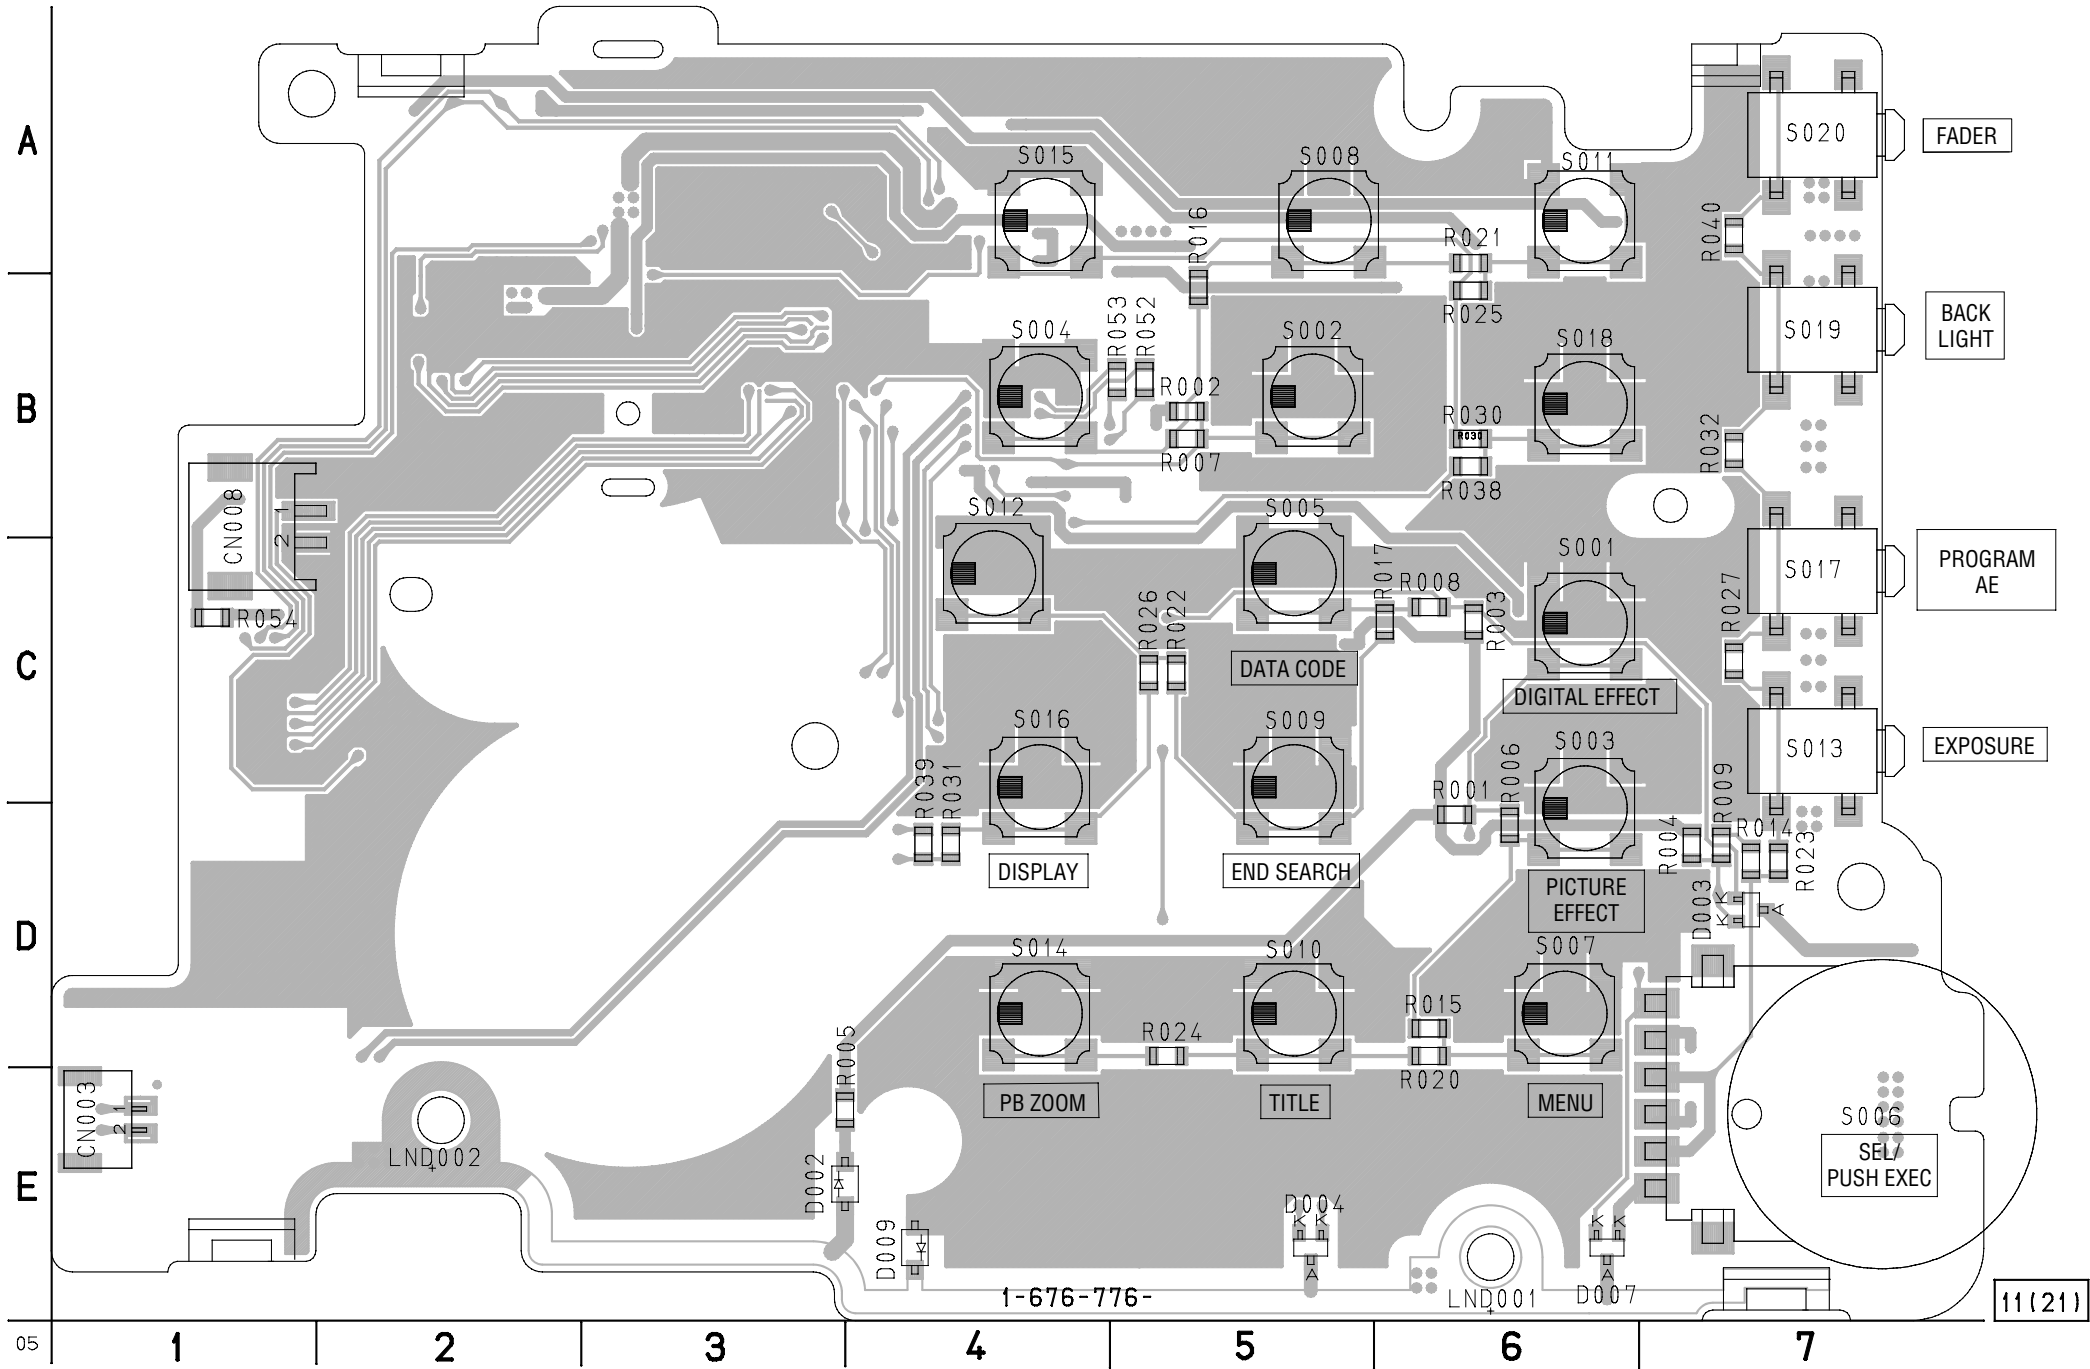 A
S015
S008
S011
S020
FADER
R016
R021
R040
R025
R053
R052
S004
S002
S018
S019
BACK
LIGHT
B
R002
R007
R030
R030
R038
R032
CN008
1
2
S012
S005
S001
S017
PROGRAM
AE
R017
R008
R003
R027
R054
R026
R022
C
DATA CODE
DIGITAL EFFECT
S016
S009
S003
S013
EXPOSURE
R039
R031
R001
R006
R009
R004
R014
R023
DISPLAY
END SEARCH
PICTURE
EFFECT
D003
K
K
A
D
S014
S010
S007
R005
R024
R015
R020
CN003
1
2
PB ZOOM
TITLE
MENU
S006
SEL/
PUSH EXEC
LND002
E
D002
D009
D004
K
K
A
K
K
A
D007
1-676-776-
LND001
11(21)
05
1
2
3
4
5
6
7